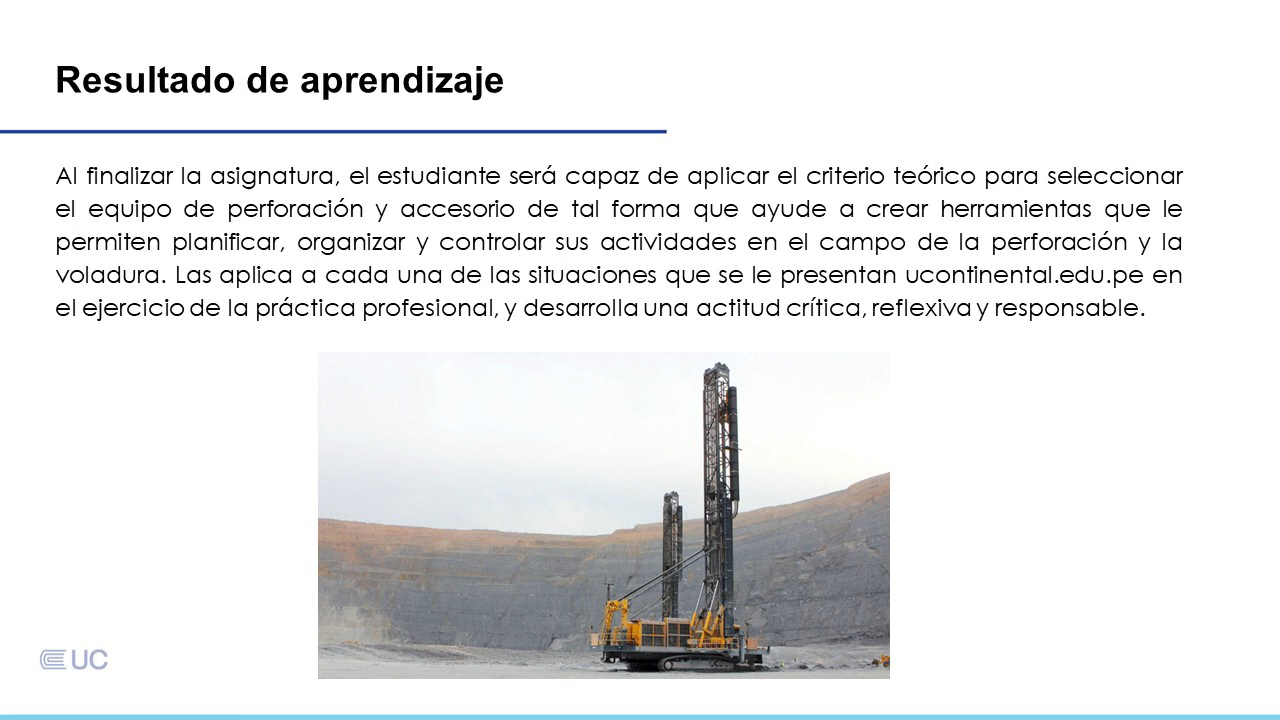 Resultado de aprendizaje
Al finalizar la asignatura, el estudiante será capaz de aplicar el criterio teórico para seleccionar
el equipo de perforación y accesorio de tal forma que ayude a crear herramientas que le
permiten planificar, organizar y controlar sus actividades en el campo de la perforación y la
voladura. Las aplica a cada una de las situaciones que se le presentan ucontinental.edu.pe en
el ejercicio de la práctica profesional, y desarrolla una actitud crítica, reflexiva y responsable.
UC